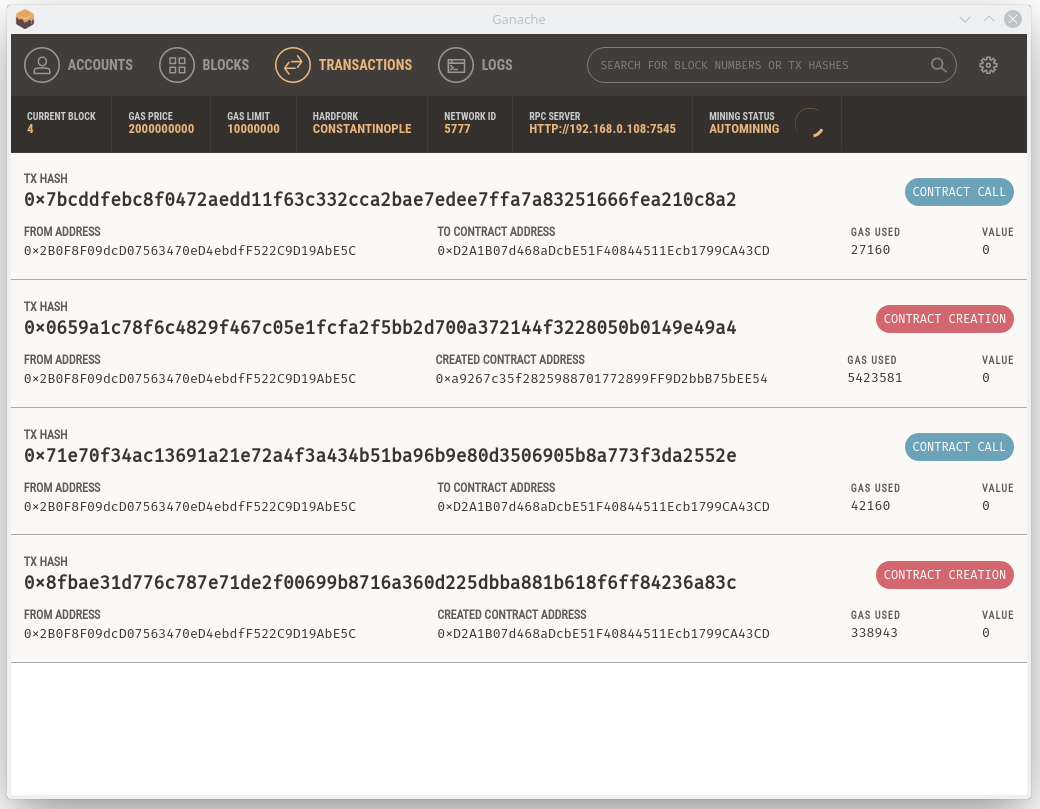 Ganache
ACCOUNTS BLOCKS TRANSACTIONS LOGS SEARCH FOR BLOCK NUMBERS OR TX HASHES
CURRENT BLOCK GAS PRICE GAS LIMIT HARDFORK NETWORK ID RPC SERVER MINING STATUS
4 2000000000 10000000 CONSTANTINOPLE 5777 HTTP://192.168.0.108:7545 AUTOMINING
TX HASH
0×7bcddfebc8f0472aedd11f63c332cca2bae7edee7ffa7a83251666fea210c8a2 CONTRACT CALL
FROM ADDRESS TO CONTRACT ADDRESS GAS USED VALUE
0×2B0F8F09dcD07563470eD4ebdfF522C9D19AbE5C 0×D2A1B07d468aDcbE51F40844511Ecb1799CA43CD 27160 0
TX HASH
0×0659a1c78f6c4829f467c05e1fcfa2f5bb2d700a372144f3228050b0149e49a4 CONTRACT CREATION
FROM ADDRESS CREATED CONTRACT ADDRESS GAS USED VALUE
0×2B0F8F09dcD07563470eD4ebdfF522C9D19AbE5C 0×a9267c35f2825988701772899FF9D2bbB75bEE54 5423581 0
TX HASH
0×71e70f34ac13691a21e72a4f3a434b51ba96b9e80d3506905b8a773f3da2552e CONTRACT CALL
FROM ADDRESS TO CONTRACT ADDRESS GAS USED VALUE
0×2B0F8F09dcD07563470eD4ebdfF522C9D19AbE5C 0×D2A1B07d468aDcbE51F40844511Ecb1799CA43CD 42160 0
TX HASH
0×8fbae31d776c787e71de2f00699b8716a360d225dbba881b618f6ff84236a83c CONTRACT CREATION
FROM ADDRESS CREATED CONTRACT ADDRESS GAS USED VALUE
0×2B0F8F09dcD07563470eD4ebdfF522C9D19AbE5C 0×D2A1B07d468aDcbE51F40844511Ecb1799CA43CD 338943 0